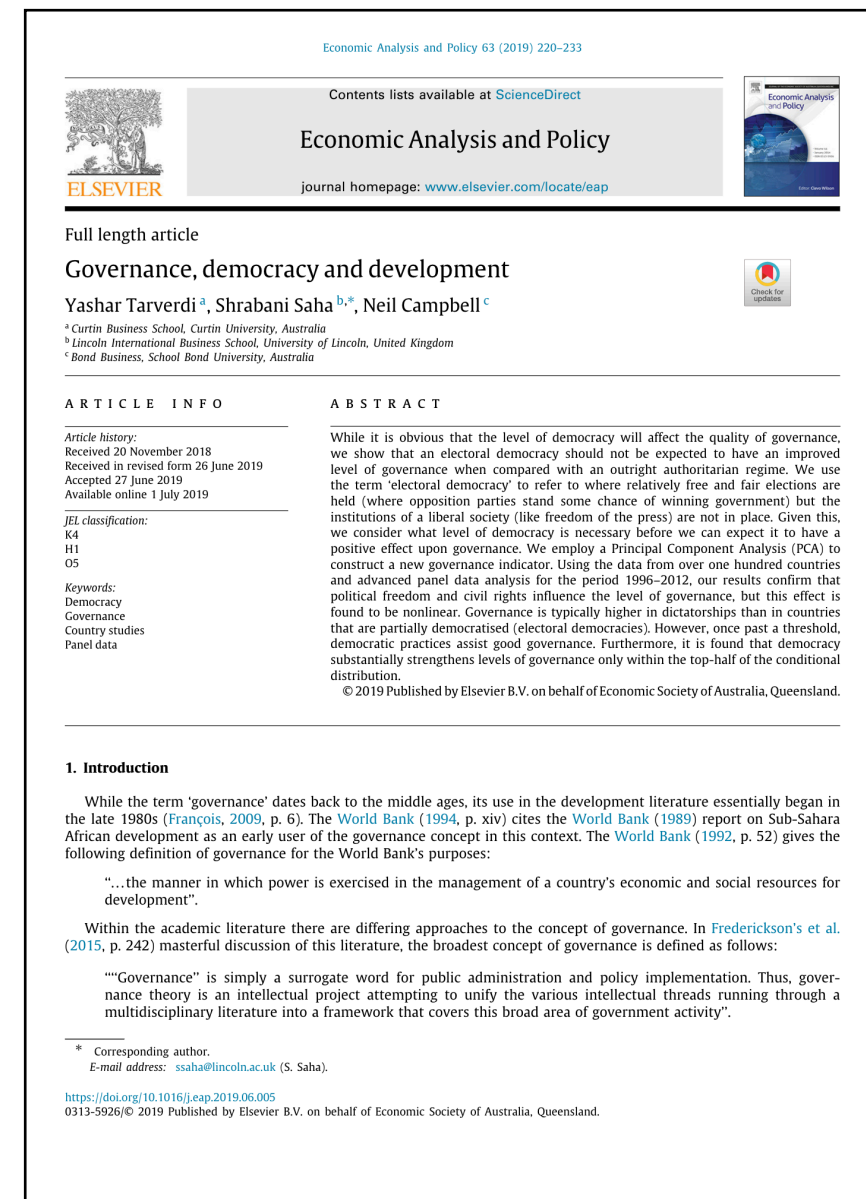 Economic Analysis and Policy 63 (2019) 220–233
Contents lists available at ScienceDirect
Economic Analysis and Policy
journal homepage: www.elsevier.com/locate/eap
ELSEVIER
Economic Analysis
and Policy
Full length article
Governance, democracy and development
Yashar Tarverdi a, Shrabani Saha b,*, Neil Campbell c
a Curtin Business School, Curtin University, Australia
b Lincoln International Business School, University of Lincoln, United Kingdom
c Bond Business, School Bond University, Australia
Check for
updates
ARTICLE INFO
Article history:
Received 20 November 2018
Received in revised form 26 June 2019
Accepted 27 June 2019
Available online 1 July 2019
JEL classification:
K4
H1
O5
Keywords:
Democracy
Governance
Country studies
Panel data
ABSTRACT
While it is obvious that the level of democracy will affect the quality of governance,
we show that an electoral democracy should not be expected to have an improved
level of governance when compared with an outright authoritarian regime. We use
the term ‘electoral democracy’ to refer to where relatively free and fair elections are
held (where opposition parties stand some chance of winning government) but the
institutions of a liberal society (like freedom of the press) are not in place. Given this,
we consider what level of democracy is necessary before we can expect it to have a
positive effect upon governance. We employ a Principal Component Analysis (PCA) to
construct a new governance indicator. Using the data from over one hundred countries
and advanced panel data analysis for the period 1996–2012, our results confirm that
political freedom and civil rights influence the level of governance, but this effect is
found to be nonlinear. Governance is typically higher in dictatorships than in countries
that are partially democratised (electoral democracies). However, once past a threshold,
democratic practices assist good governance. Furthermore, it is found that democracy
substantially strengthens levels of governance only within the top-half of the conditional
distribution.
© 2019 Published by Elsevier B.V. on behalf of Economic Society of Australia, Queensland.
1. Introduction
While the term ‘governance’ dates back to the middle ages, its use in the development literature essentially began in
the late 1980s (François, 2009, p. 6). The World Bank (1994, p. xiv) cites the World Bank (1989) report on Sub-Sahara
African development as an early user of the governance concept in this context. The World Bank (1992, p. 52) gives the
following definition of governance for the World Bank’s purposes:
“…the manner in which power is exercised in the management of a country’s economic and social resources for
development”.
Within the academic literature there are differing approaches to the concept of governance. In Frederickson’s et al.
(2015, p. 242) masterful discussion of this literature, the broadest concept of governance is defined as follows:
““Governance” is simply a surrogate word for public administration and policy implementation. Thus, gover-
nance theory is an intellectual project attempting to unify the various intellectual threads running through a
multidisciplinary literature into a framework that covers this broad area of government activity”.
* Corresponding author.
E-mail address: ssaha@lincoln.ac.uk (S. Saha).
https://doi.org/10.1016/j.eap.2019.06.005
0313-5926/© 2019 Published by Elsevier B.V. on behalf of Economic Society of Australia, Queensland.